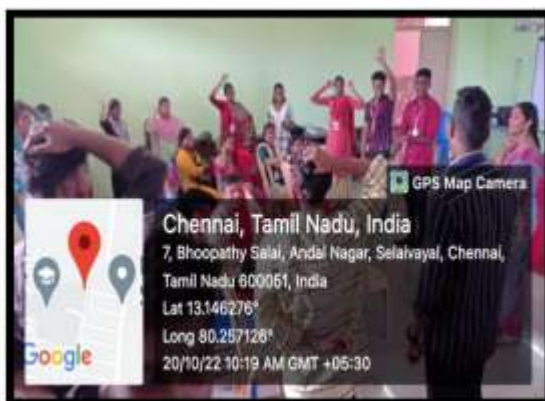 GPS Map Camera
Chennai, Tamil Nadu, India
7, Bhoopathy Salai, Andal Nagar, Selaivayal, Chennai,
Tamil Nadu 600051, India
Lat 13.146276°
Long 80.257126°
20/10/22 10:19 AM GMT +05:30
Google